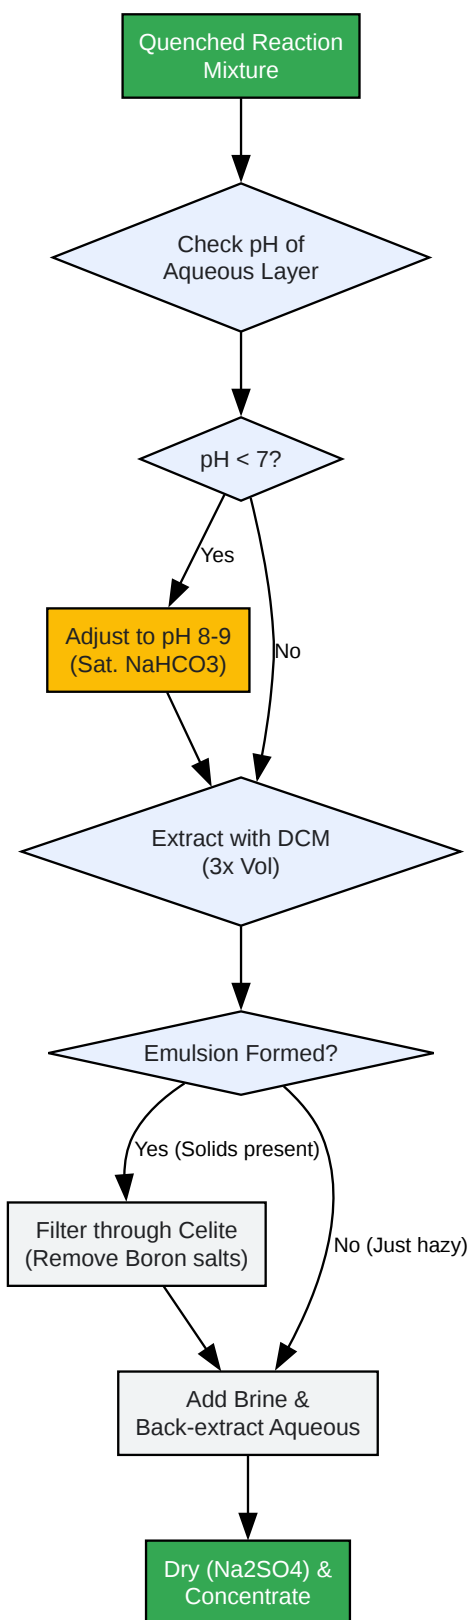 Quenched Reaction
Mixture
Check pH of
Aqueous Layer
pH < 7?
Yes
Adjust to pH 8-9
(Sat. NaHCO3)
No
Extract with DCM
(3x Vol)
Emulsion Formed?
Yes (Solids present)
Filter through Celite
(Remove Boron salts)
No (Just hazy)
Add Brine &
Back-extract Aqueous
Dry (Na2SO4) &
Concentrate